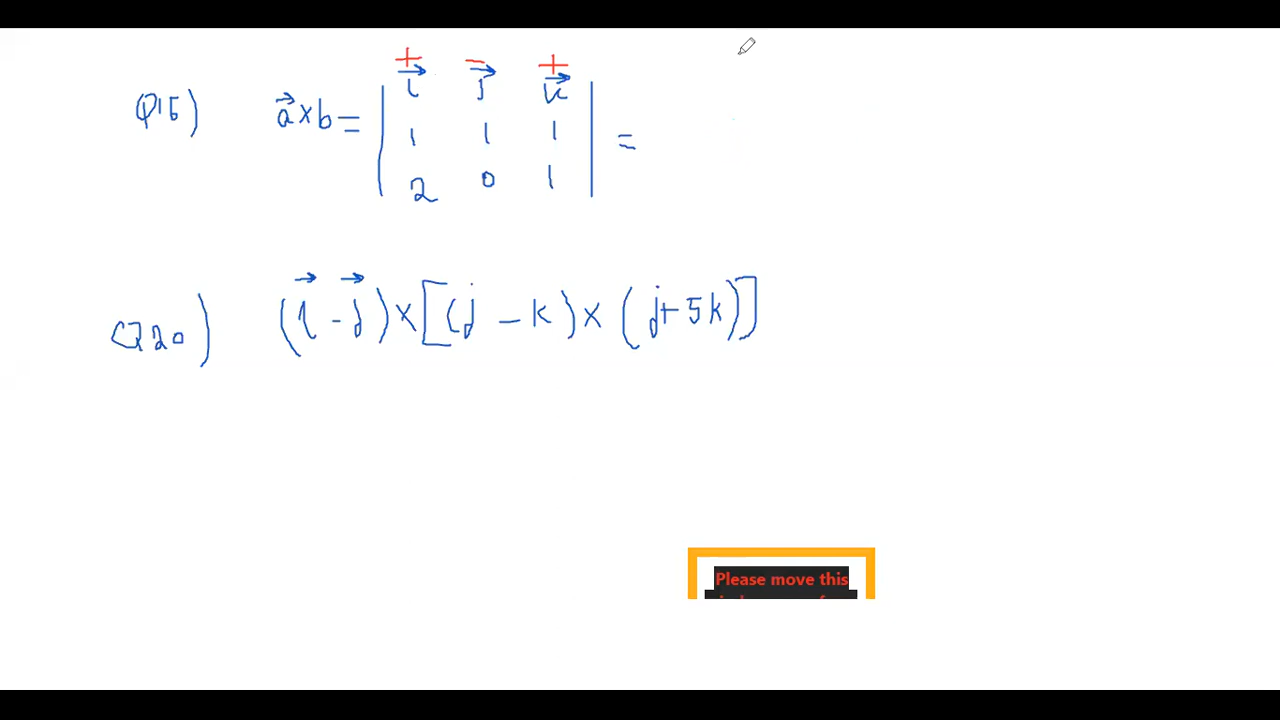 Q15) a⃗ x b = | + i⃗ - j⃗ + k⃗ |
| 1 1 1 | =
| 2 0 1 |
Q20) (i⃗ - j⃗) x [(j - k) x (j + 5k)]
Please move this